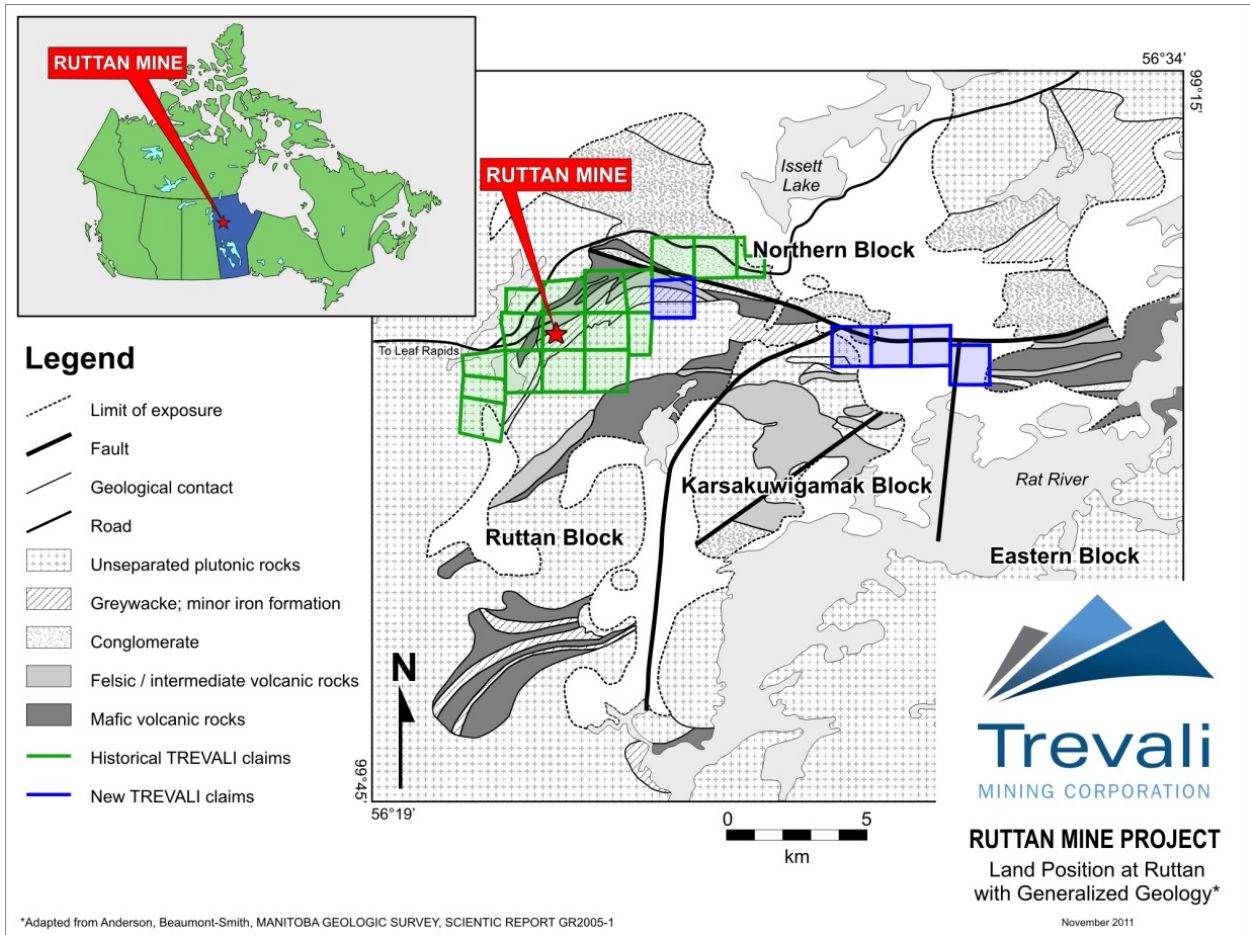 RUTTAN MINE
56°34'
99°15'
Issett
Lake
RUTTAN MINE
Northern Block
To Leaf Rapids
Legend
Limit of exposure
Fault
Geological contact
Road
Unseparated plutonic rocks
Greywacke; minor iron formation
Conglomerate
Felsic / intermediate volcanic rocks
Mafic volcanic rocks
Historical TREVALI claims
New TREVALI claims
Karsakuwigamak Block
Rat River
Ruttan Block
Eastern Block
N
99°45'
56°19'
0 5
km
Trevali
MINING CORPORATION
RUTTAN MINE PROJECT
Land Position at Ruttan
with Generalized Geology*
November 2011
*Adapted from Anderson, Beaumont-Smith, MANITOBA GEOLOGIC SURVEY, SCIENTIC REPORT GR2005-1